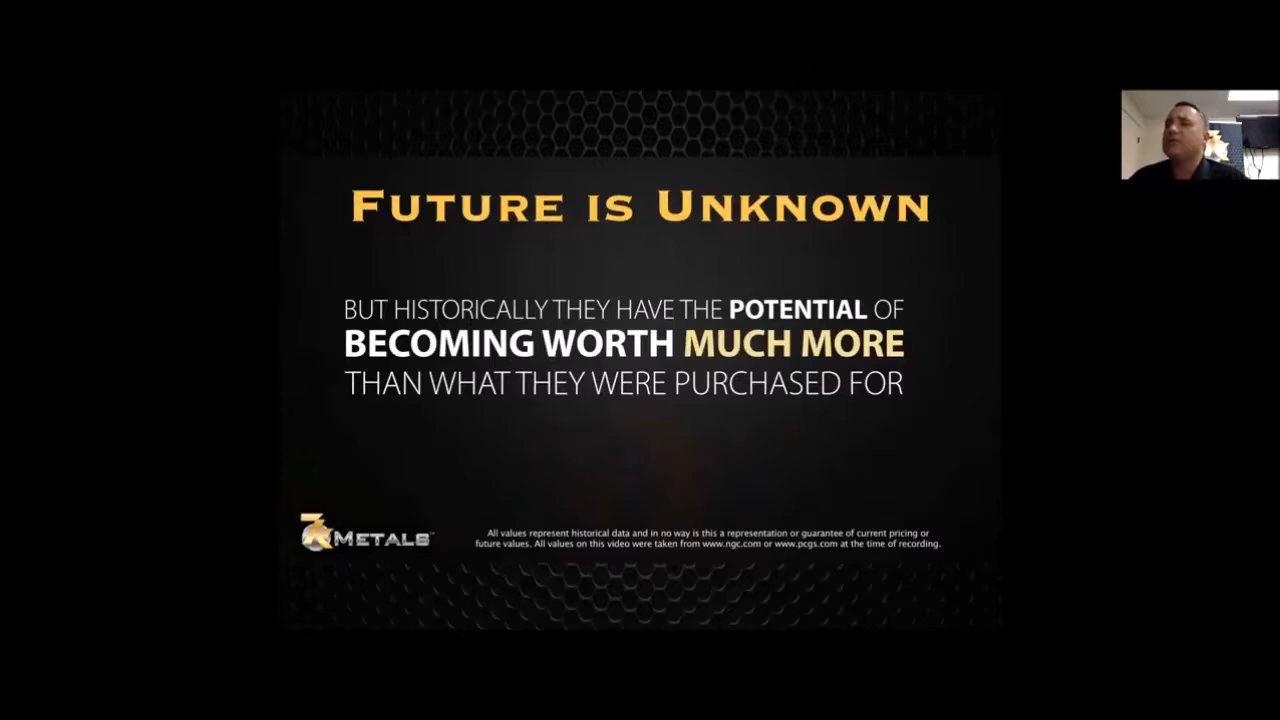 FUTURE IS UNKNOWN
BUT HISTORICALLY THEY HAVE THE POTENTIAL OF
BECOMING WORTH MUCH MORE
THAN WHAT THEY WERE PURCHASED FOR
7k METALS™
All values represent historical data and in no way is this a representation or guarantee of current pricing or
future values. All values on this video were taken from www.ngc.com or www.pcgs.com at the time of recording.